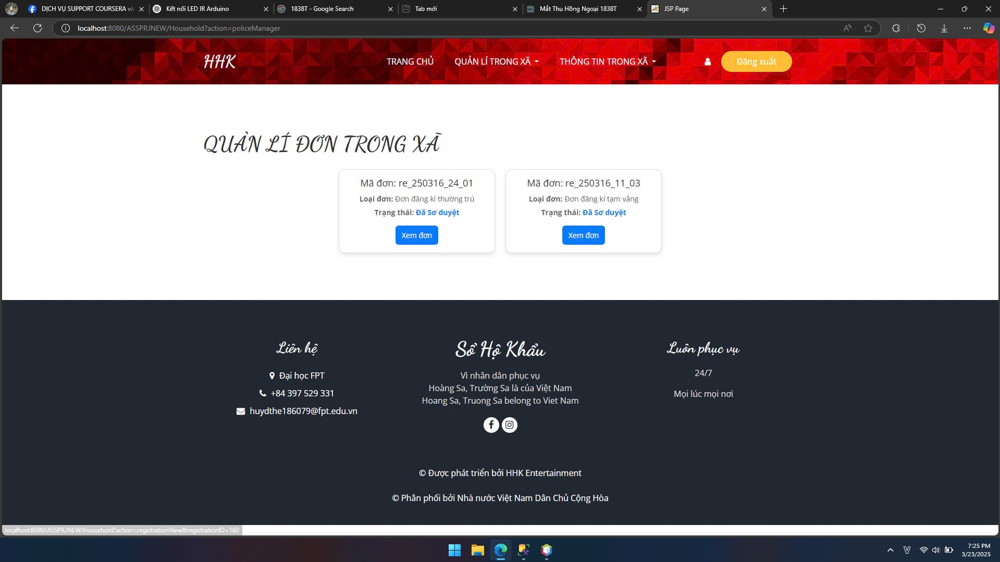 DỊCH VỤ SUPPORT COURSERA và
Kết nối LED IR Arduino
1838T - Google Search
Tab mới
Mắt Thu Hồng Ngoại 1838T
JSP Page
localhost:8080/ASSPRJNEW/Household?action=policeManager
HHK
TRANG CHỦ
QUẢN LÍ TRONG XÃ
THÔNG TIN TRONG XÃ
Đăng xuất
QUẢN LÍ ĐƠN TRONG XÃ
Mã đơn: re_250316_24_01
Loại đơn: Đơn đăng kí thường trú
Trạng thái: Đã Sơ duyệt
Xem đơn
Mã đơn: re_250316_11_03
Loại đơn: Đơn đăng kí tạm vắng
Trạng thái: Đã Sơ duyệt
Xem đơn
Liên hệ
Đại học FPT
+84 397 529 331
huydthe186079@fpt.edu.vn
Sổ Hộ Khẩu
Vì nhân dân phục vụ
Hoàng Sa, Trường Sa là của Việt Nam
Hoang Sa, Truong Sa belong to Viet Nam
Luôn phục vụ
24/7
Mọi lúc mọi nơi
© Được phát triển bởi HHK Entertainment
© Phân phối bởi Nhà nước Việt Nam Dân Chủ Cộng Hòa
localhost:8080/ASSPRJNEW/Household?action=registrationView&registrationID=160
7:25 PM
3/23/2025